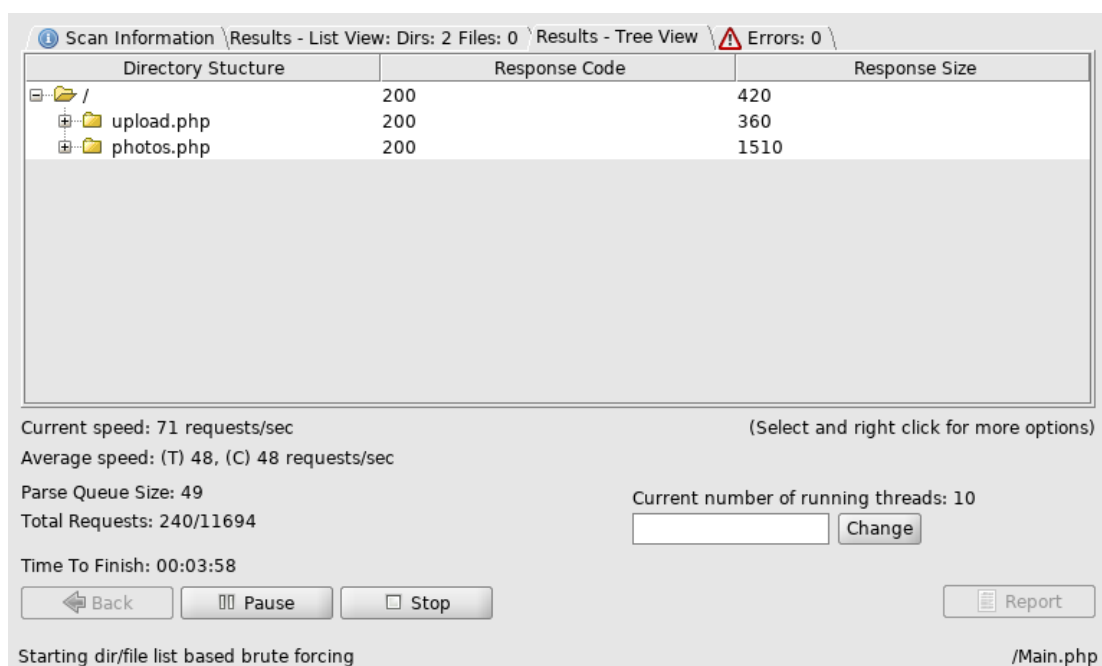 Scan Information Results - List View: Dirs: 2 Files: 0 Results - Tree View Errors: 0
Directory Stucture Response Code Response Size
/ 200 420
upload.php 200 360
photos.php 200 1510
Current speed: 71 requests/sec (Select and right click for more options)
Average speed: (T) 48, (C) 48 requests/sec
Parse Queue Size: 49
Current number of running threads: 10
Total Requests: 240/11694
Change
Time To Finish: 00:03:58
Back Pause Stop Report
Starting dir/file list based brute forcing /Main.php